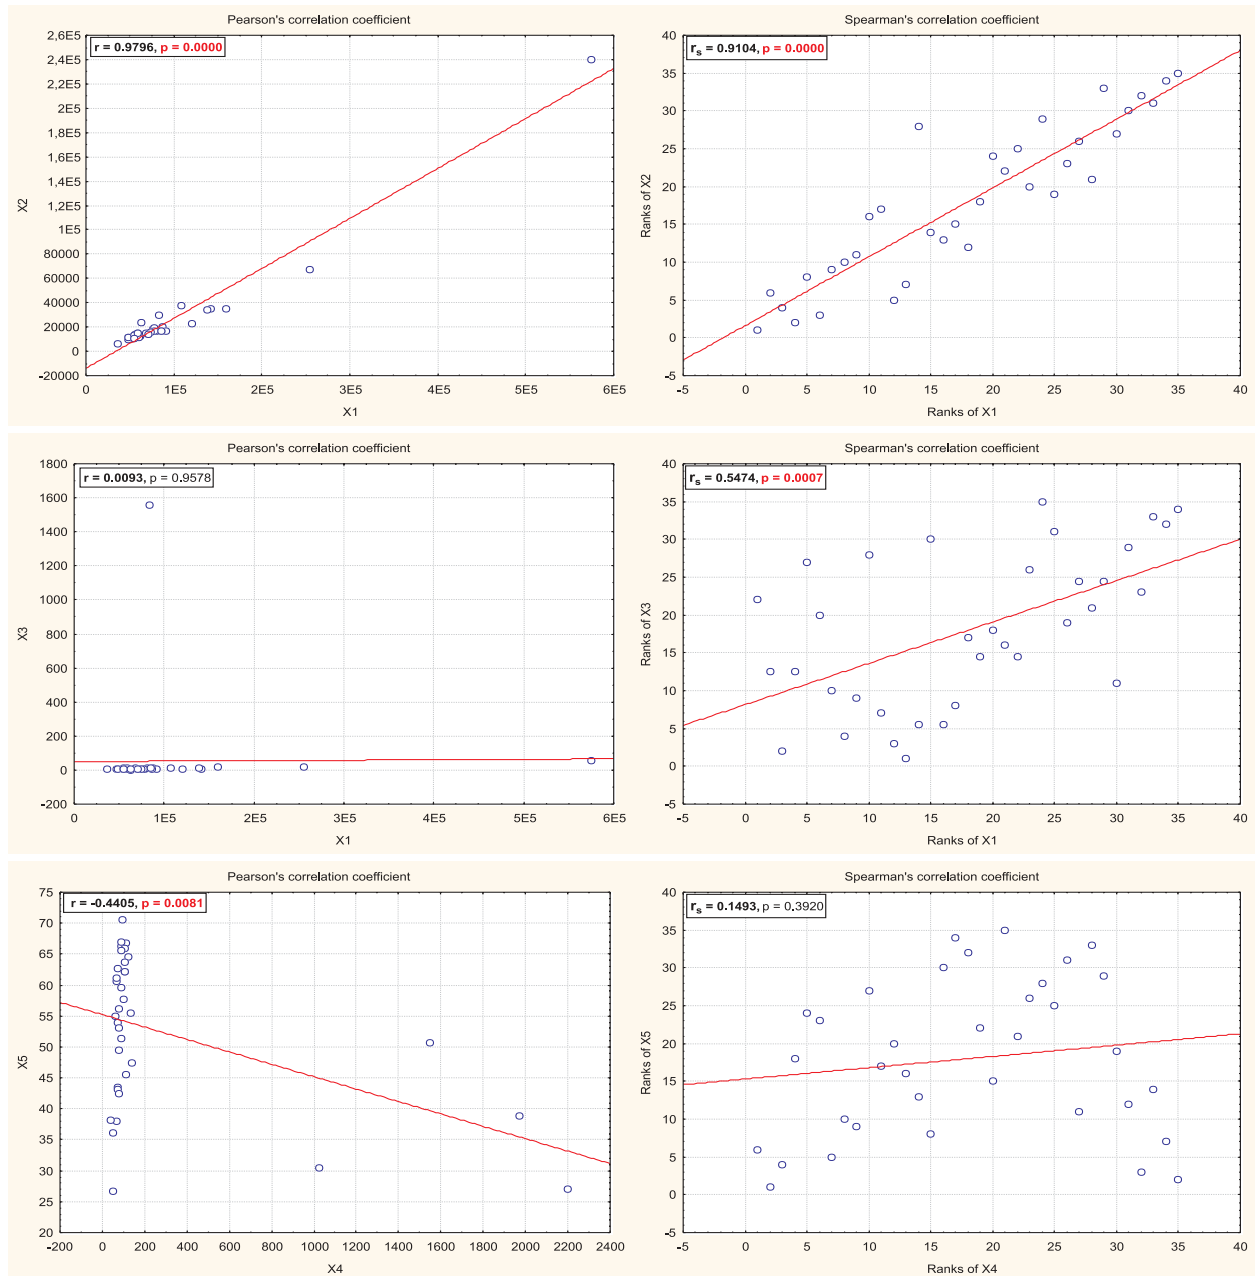 Pearson's correlation coefficient
r = 0.9796, p = 0.0000
2,6E5
2,4E5
2,2E5
2E5
1,8E5
1,6E5
1,4E5
1,2E5
1E5
80000
60000
40000
20000
0
-20000
X2
0 1E5 2E5 3E5 4E5 5E5 6E5
X1
Spearman's correlation coefficient
rs = 0.9104, p = 0.0000
40
35
30
25
20
15
10
5
0
-5
Ranks of X2
-5 0 5 10 15 20 25 30 35 40
Ranks of X1
Pearson's correlation coefficient
r = 0.0093, p = 0.9578
1800
1600
1400
1200
1000
800
600
400
200
0
-200
X3
0 1E5 2E5 3E5 4E5 5E5 6E5
X1
Spearman's correlation coefficient
rs = 0.5474, p = 0.0007
40
35
30
25
20
15
10
5
0
-5
Ranks of X3
-5 0 5 10 15 20 25 30 35 40
Ranks of X1
Pearson's correlation coefficient
r = -0.4405, p = 0.0081
75
70
65
60
55
50
45
40
35
30
25
20
X5
-200 0 200 400 600 800 1000 1200 1400 1600 1800 2000 2200 2400
X4
Spearman's correlation coefficient
rs = 0.1493, p = 0.3920
40
35
30
25
20
15
10
5
0
-5
Ranks of X5
-5 0 5 10 15 20 25 30 35 40
Ranks of X4